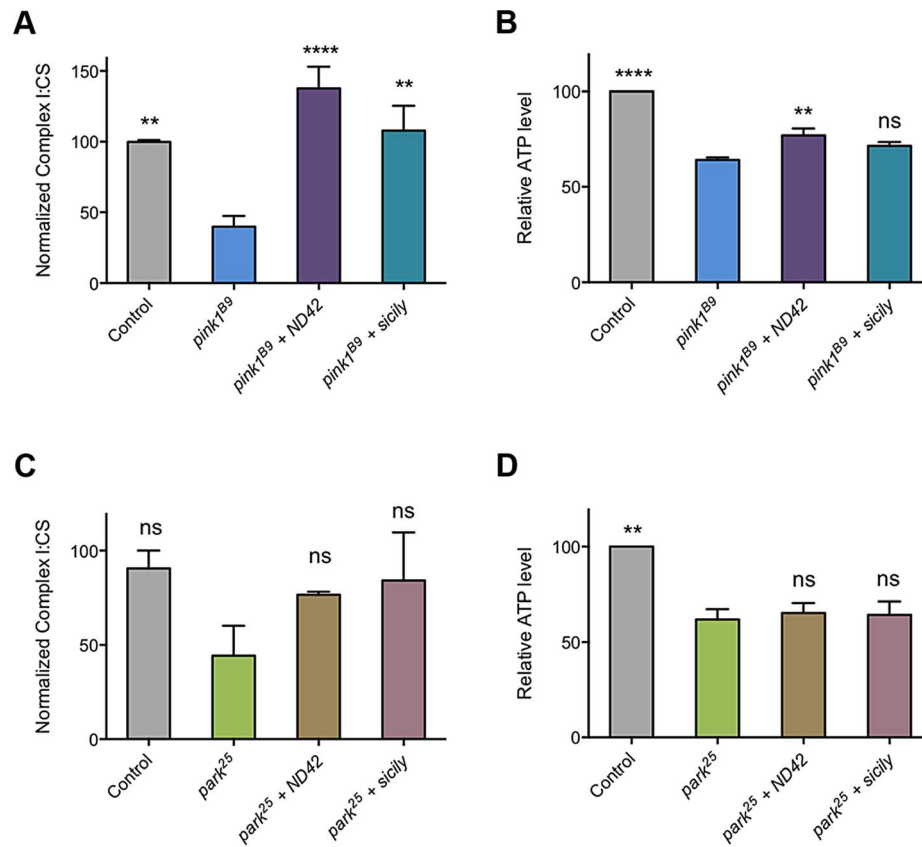 A
Normalized Complex I:CS
150
100
50
0
**
****
**
Control
pink1ᴮ⁹
pink1ᴮ⁹ + ND42
pink1ᴮ⁹ + sicily
B
Relative ATP level
100
50
0
****
**
ns
Control
pink1ᴮ⁹
pink1ᴮ⁹ + ND42
pink1ᴮ⁹ + sicily
C
Normalized Complex I:CS
100
50
0
ns
ns
ns
Control
park²⁵
park²⁵ + ND42
park²⁵ + sicily
D
Relative ATP level
100
50
0
**
ns
ns
Control
park²⁵
park²⁵ + ND42
park²⁵ + sicily